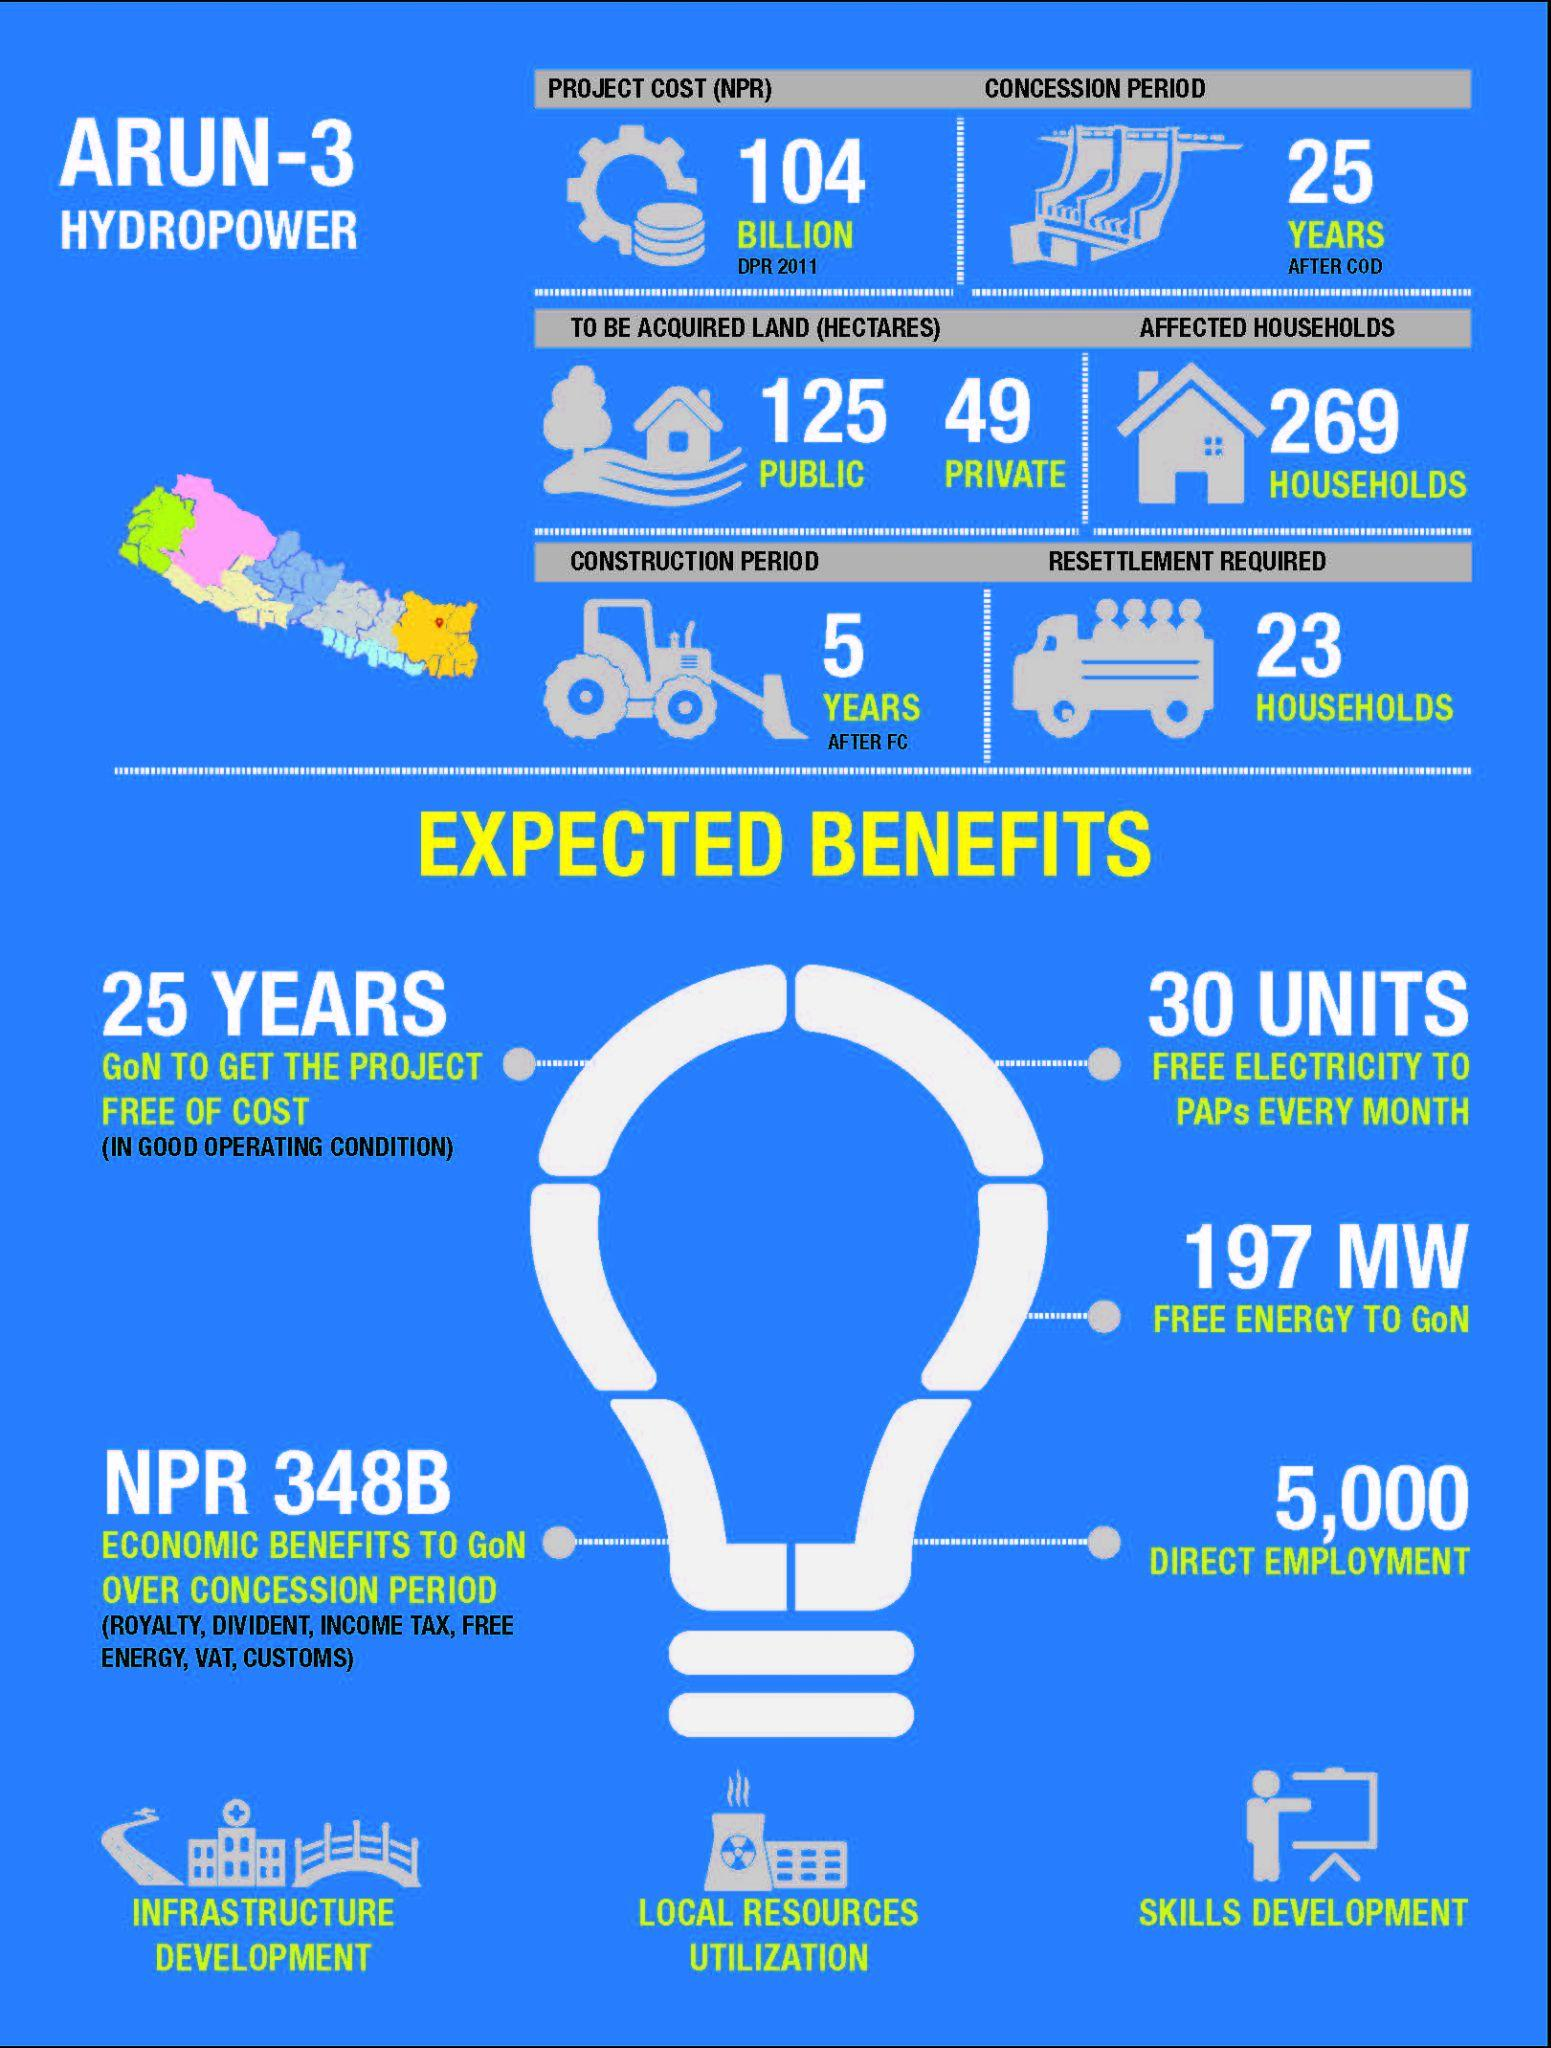 ARUN-3
HYDROPOWER
PROJECT COST (NPR)
CONCESSION PERIOD
104
BILLION
DPR 2011
25
YEARS
AFTER COD
TO BE ACQUIRED LAND (HECTARES)
AFFECTED HOUSEHOLDS
125
PUBLIC
49
PRIVATE
269
HOUSEHOLDS
CONSTRUCTION PERIOD
RESETTLEMENT REQUIRED
5
YEARS
AFTER FC
23
HOUSEHOLDS
EXPECTED BENEFITS
25 YEARS
GoN TO GET THE PROJECT
FREE OF COST
(IN GOOD OPERATING CONDITION)
30 UNITS
FREE ELECTRICITY TO
PAPs EVERY MONTH
197 MW
FREE ENERGY TO GoN
NPR 348B
ECONOMIC BENEFITS TO GoN
OVER CONCESSION PERIOD
(ROYALTY, DIVIDENT, INCOME TAX, FREE
ENERGY, VAT, CUSTOMS)
5,000
DIRECT EMPLOYMENT
INFRASTRUCTURE
DEVELOPMENT
LOCAL RESOURCES
UTILIZATION
SKILLS DEVELOPMENT